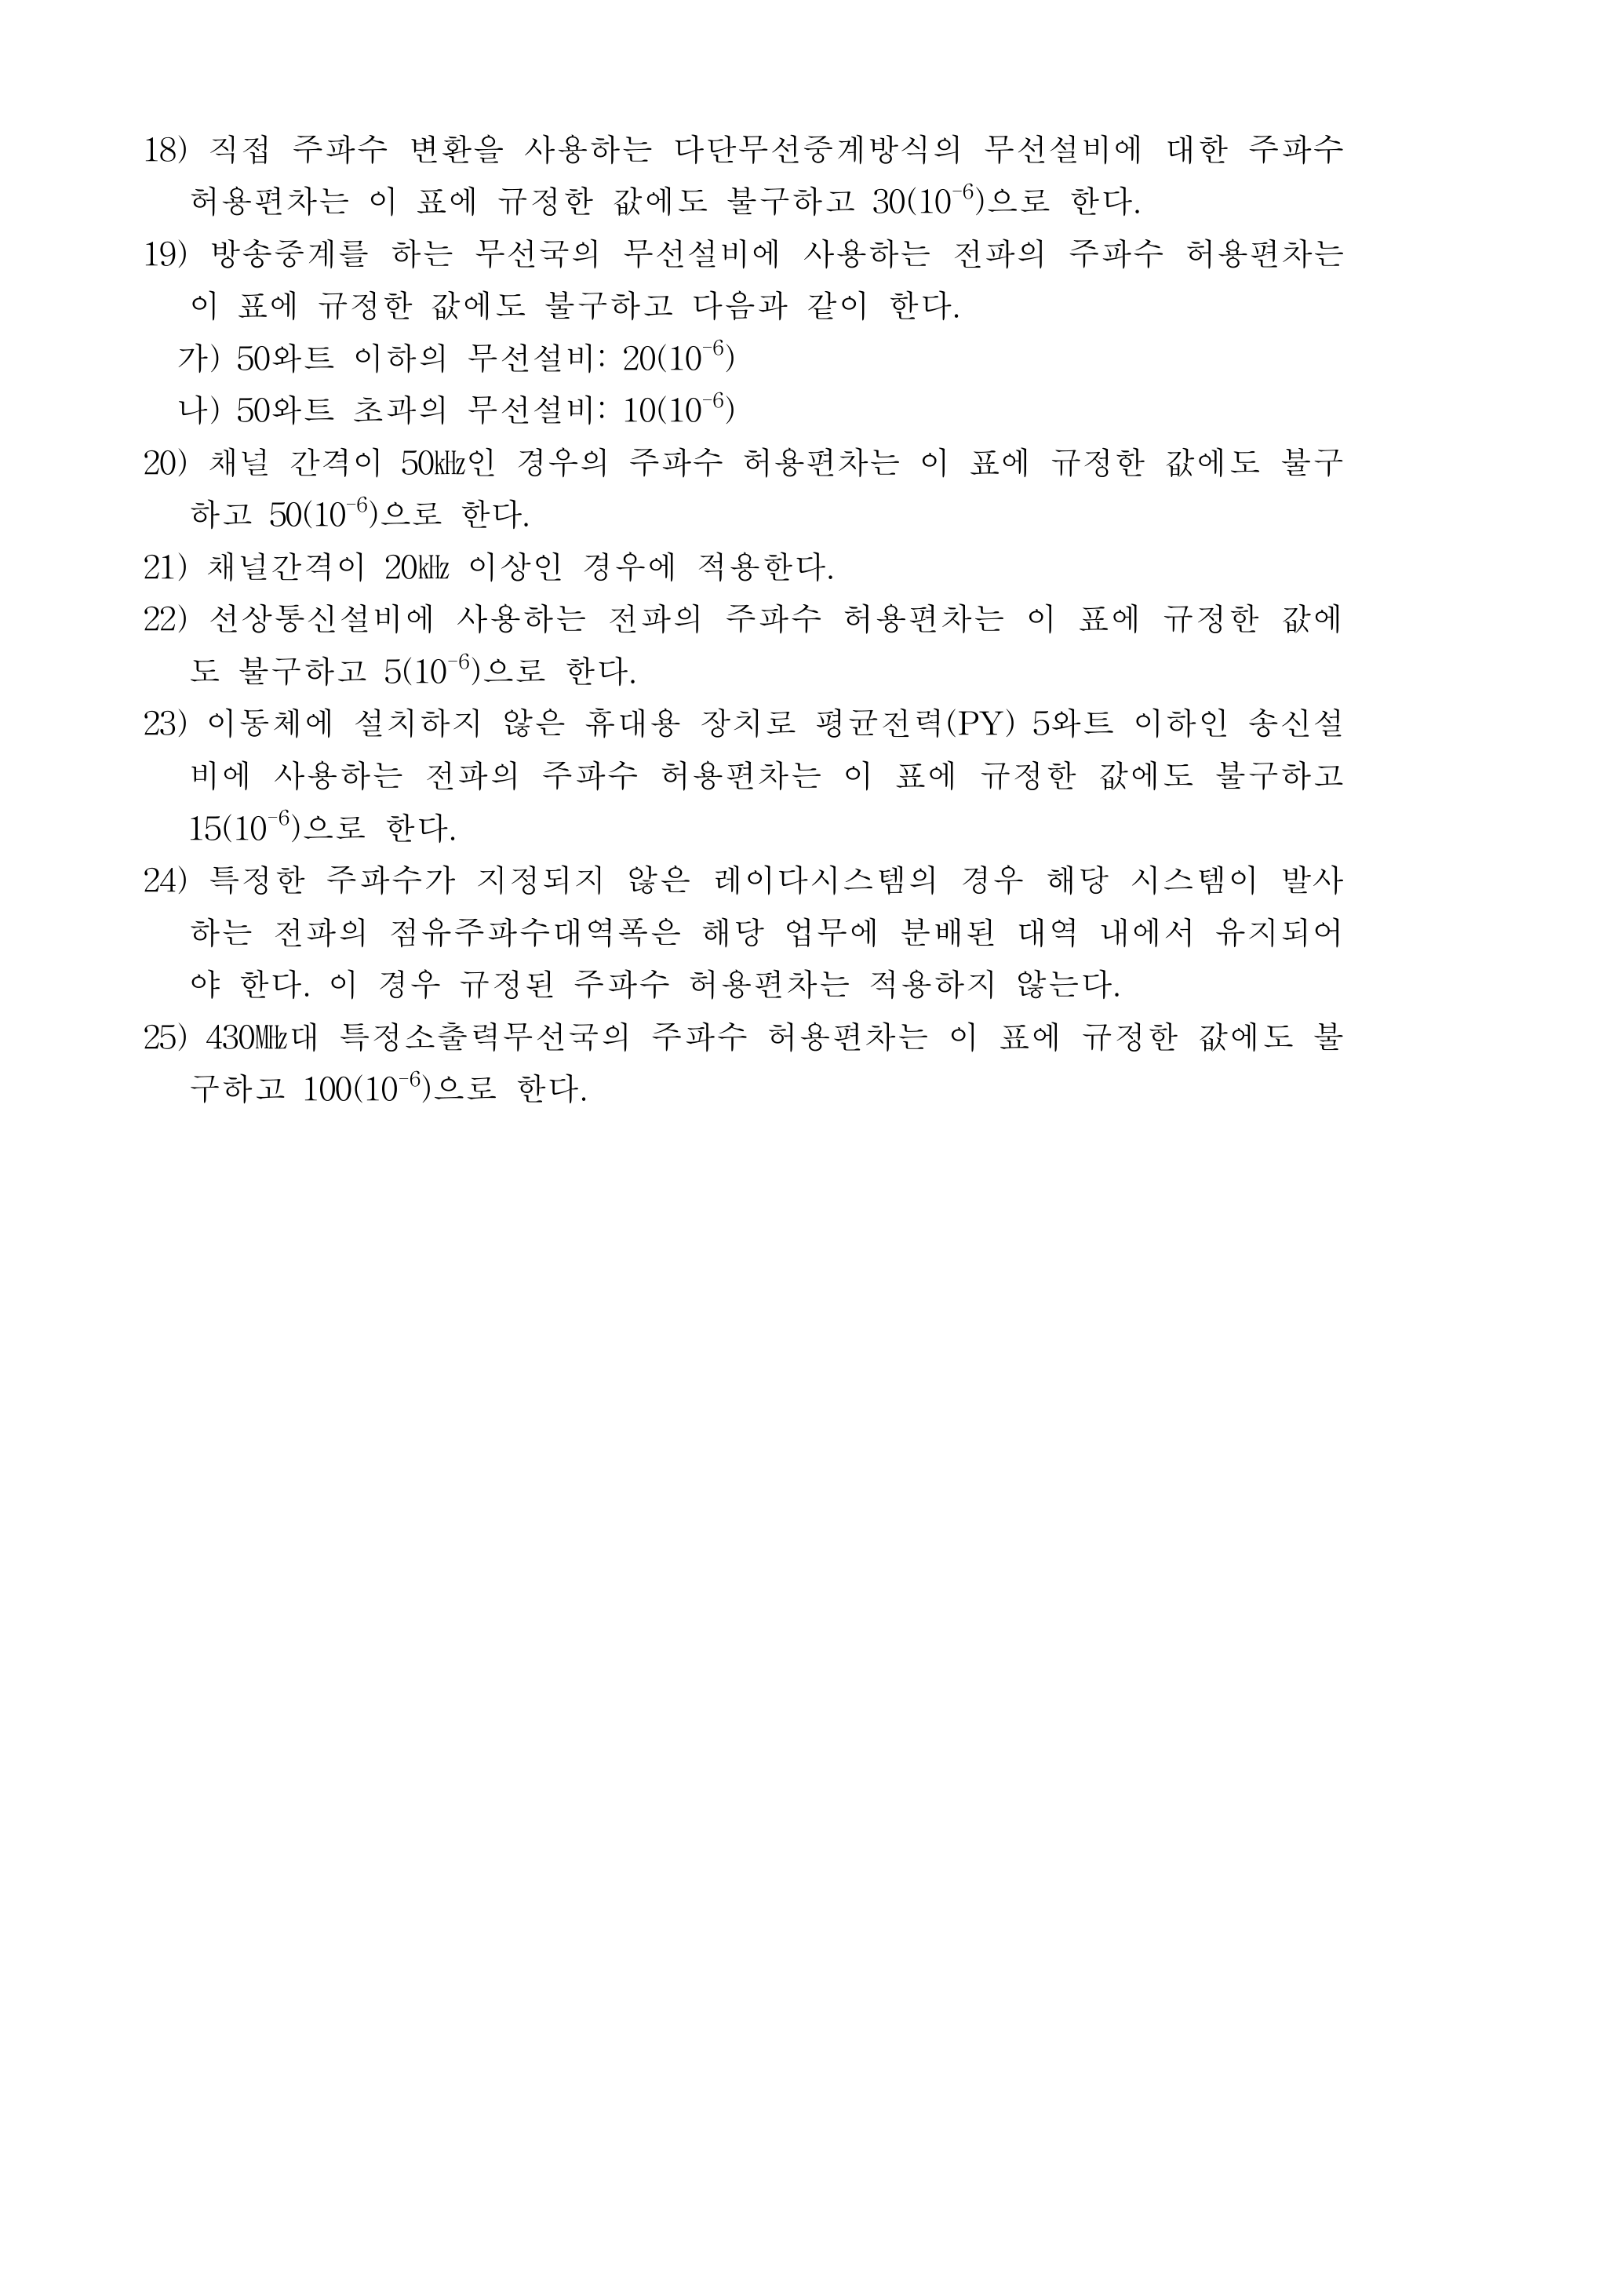 18) 직접 주파수 변환을 사용하는 다단무선중계방식의 무선설비에 대한 주파수
허용편차는 이 표에 규정한 값에도 불구하고 30(10⁻⁶)으로 한다.
19) 방송중계를 하는 무선국의 무선설비에 사용하는 전파의 주파수 허용편차는
이 표에 규정한 값에도 불구하고 다음과 같이 한다.
가) 50와트 이하의 무선설비: 20(10⁻⁶)
나) 50와트 초과의 무선설비: 10(10⁻⁶)
20) 채널 간격이 50㎑인 경우의 주파수 허용편차는 이 표에 규정한 값에도 불구
하고 50(10⁻⁶)으로 한다.
21) 채널간격이 20㎑ 이상인 경우에 적용한다.
22) 선상통신설비에 사용하는 전파의 주파수 허용편차는 이 표에 규정한 값에
도 불구하고 5(10⁻⁶)으로 한다.
23) 이동체에 설치하지 않은 휴대용 장치로 평균전력(PY) 5와트 이하인 송신설
비에 사용하는 전파의 주파수 허용편차는 이 표에 규정한 값에도 불구하고
15(10⁻⁶)으로 한다.
24) 특정한 주파수가 지정되지 않은 레이다시스템의 경우 해당 시스템이 발사
하는 전파의 점유주파수대역폭은 해당 업무에 분배된 대역 내에서 유지되어
야 한다. 이 경우 규정된 주파수 허용편차는 적용하지 않는다.
25) 430㎒대 특정소출력무선국의 주파수 허용편차는 이 표에 규정한 값에도 불
구하고 100(10⁻⁶)으로 한다.